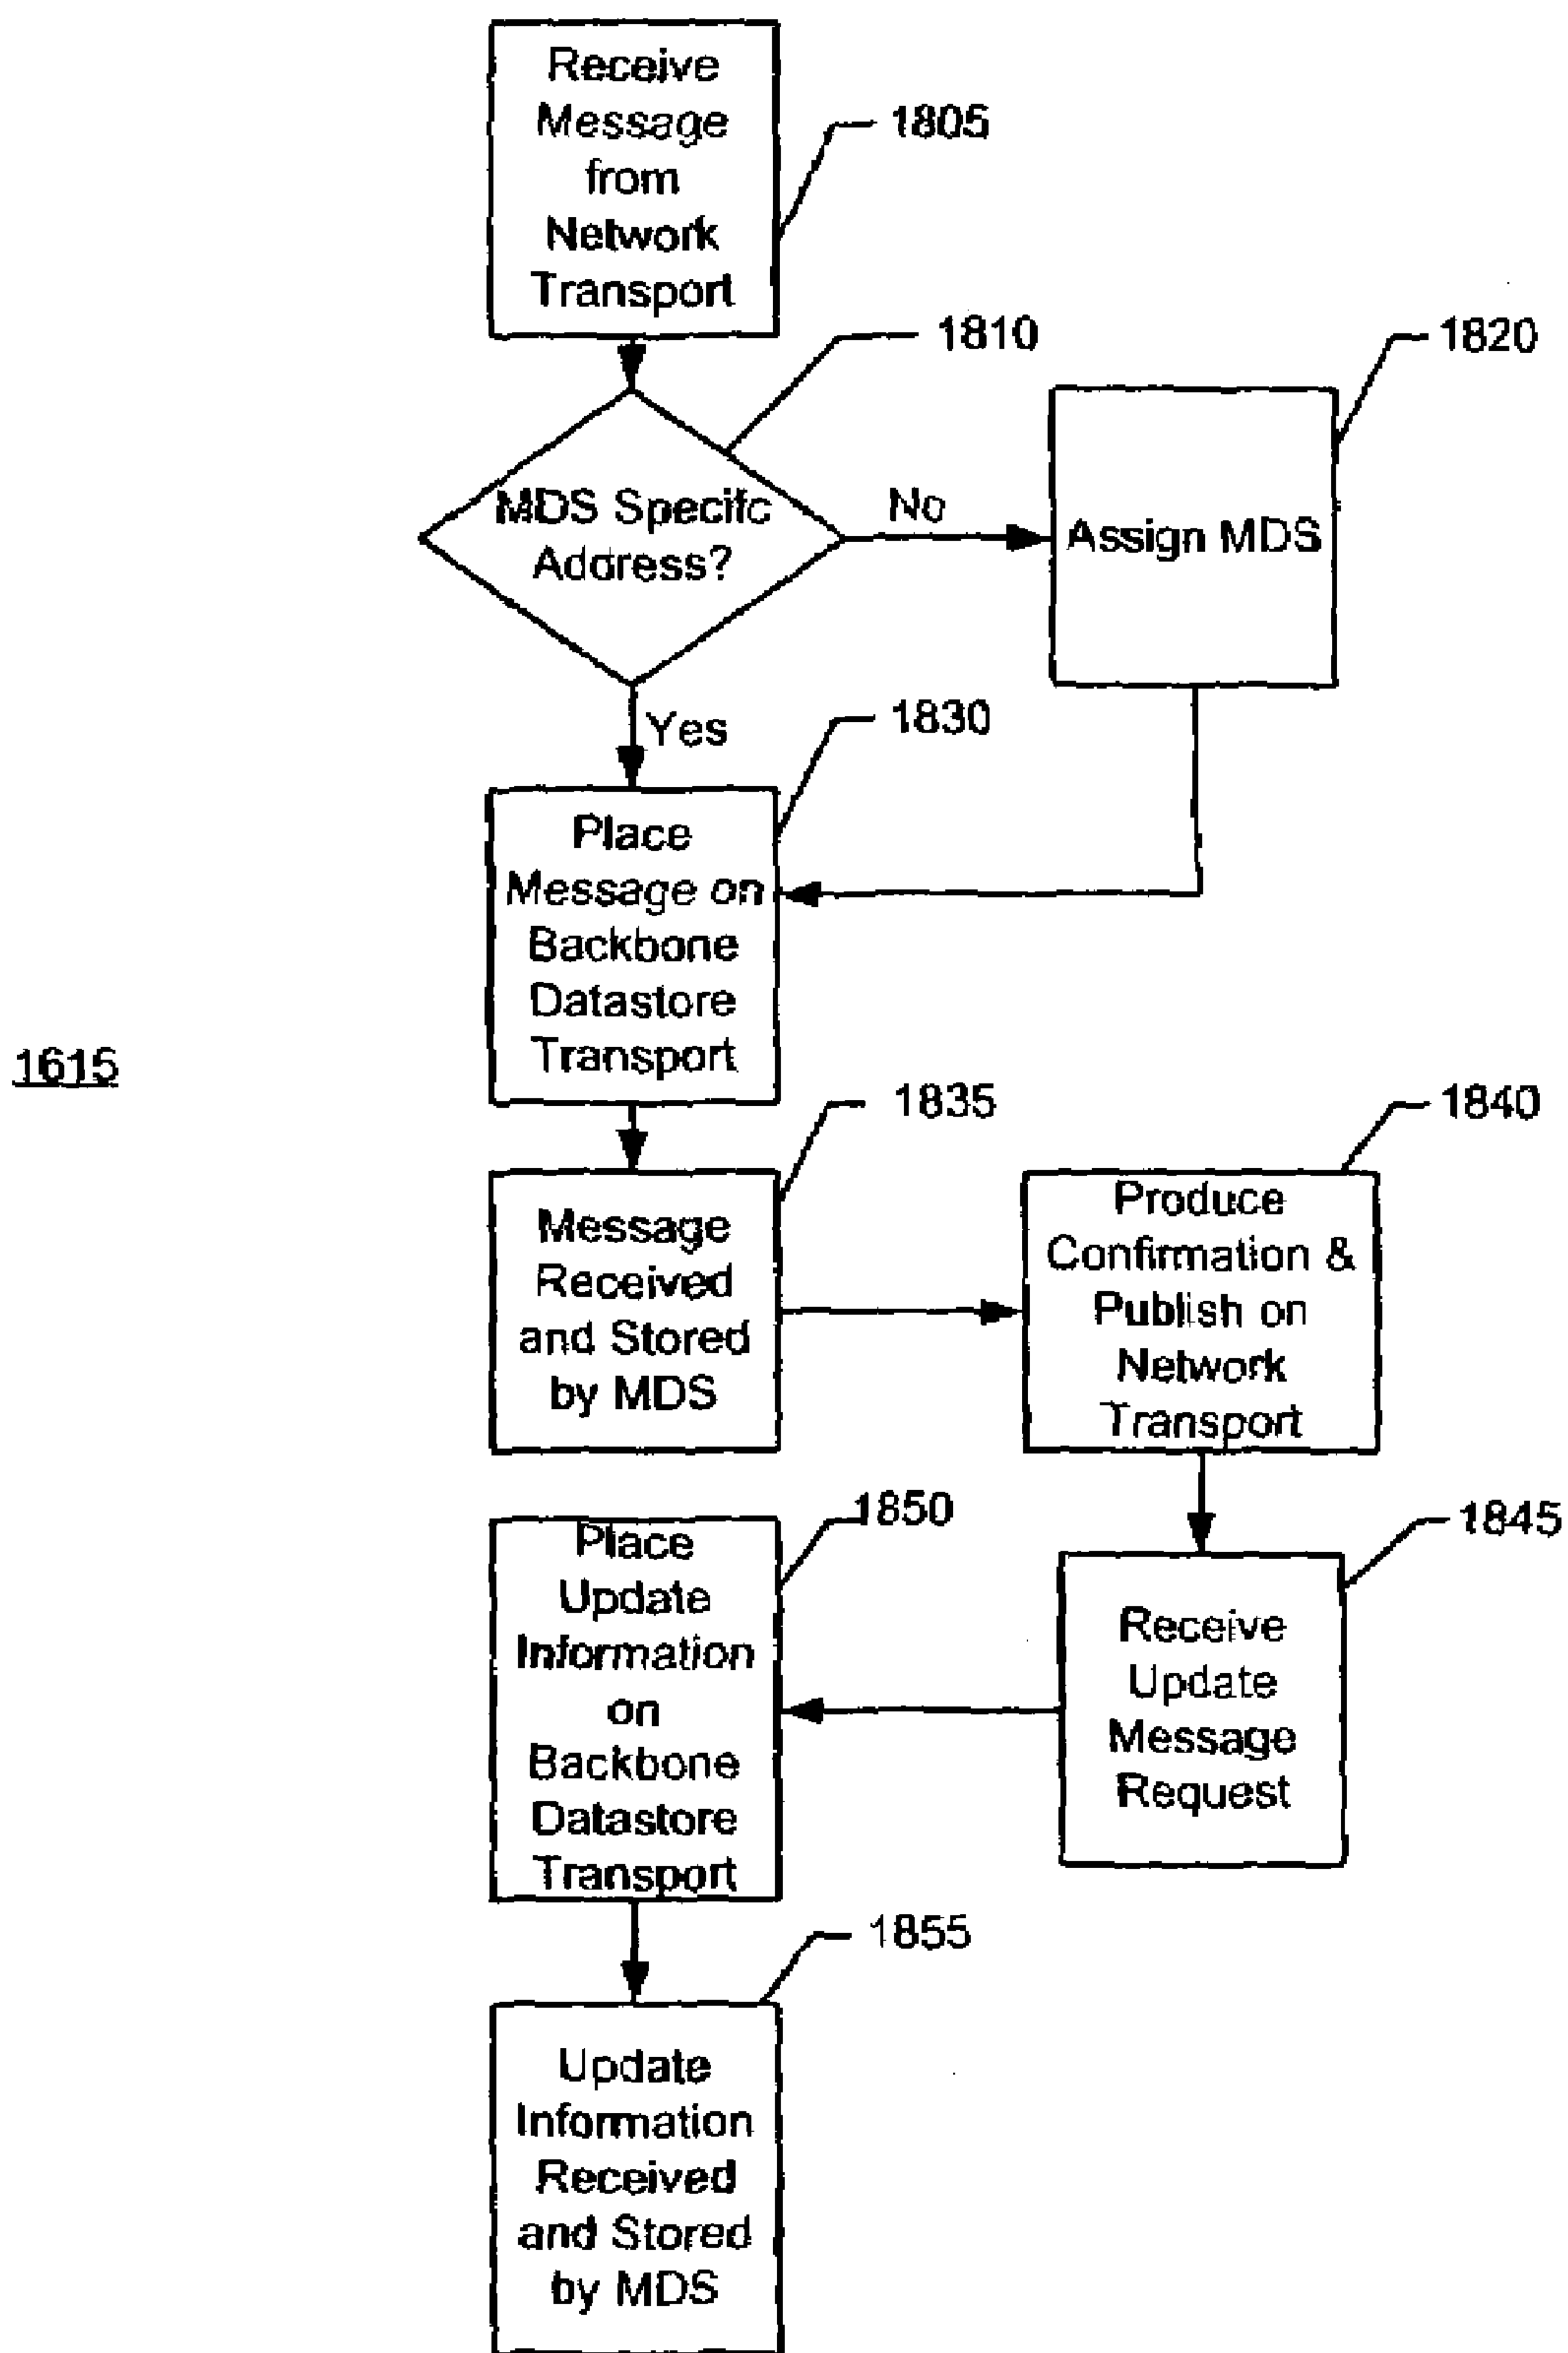 Receive
Message
from
Network
Transport
1805
1810
MDS Specifc
Address?
No
1820
Assign MDS
Yes
1830
Place
Message on
Backbone
Datastore
Transport
1615
1835
Message
Received
and Stored
by MDS
1840
Produce
Confirmation &
Publish on
Network
Transport
1845
Receive
Update
Message
Request
1850
Place
Update
Information
on
Backbone
Datastore
Transport
1855
Update
Information
Received
and Stored
by MDS